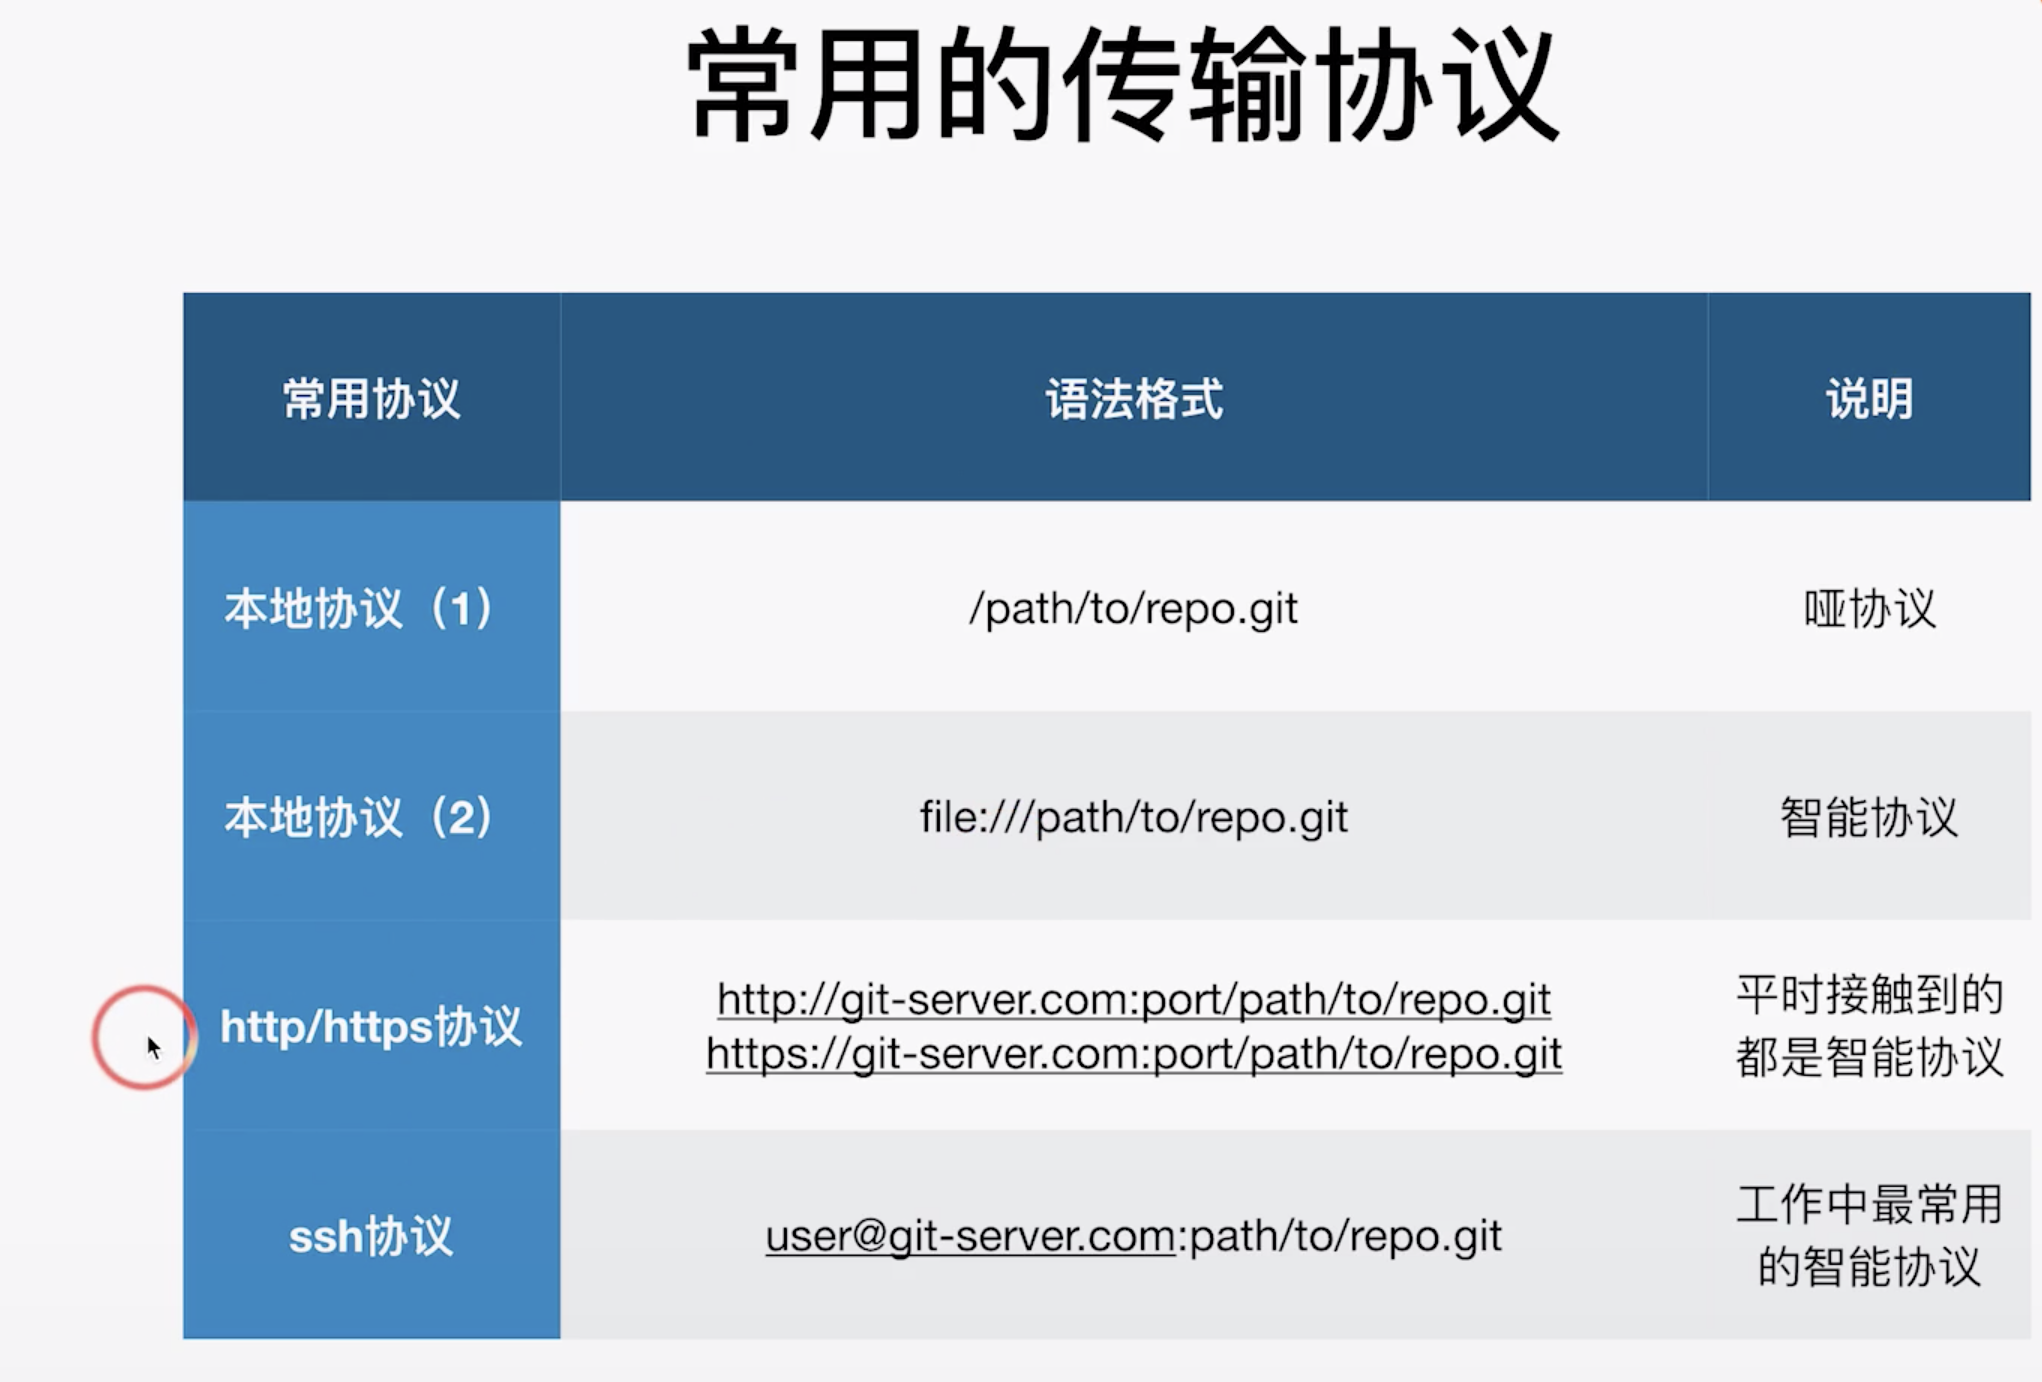 常用的传输协议
常用协议
语法格式
说明
本地协议（1）
/path/to/repo.git
哑协议
本地协议（2）
file:///path/to/repo.git
智能协议
http/https协议
http://git-server.com:port/path/to/repo.git
https://git-server.com:port/path/to/repo.git
平时接触到的
都是智能协议
ssh协议
user@git-server.com:path/to/repo.git
工作中最常用
的智能协议